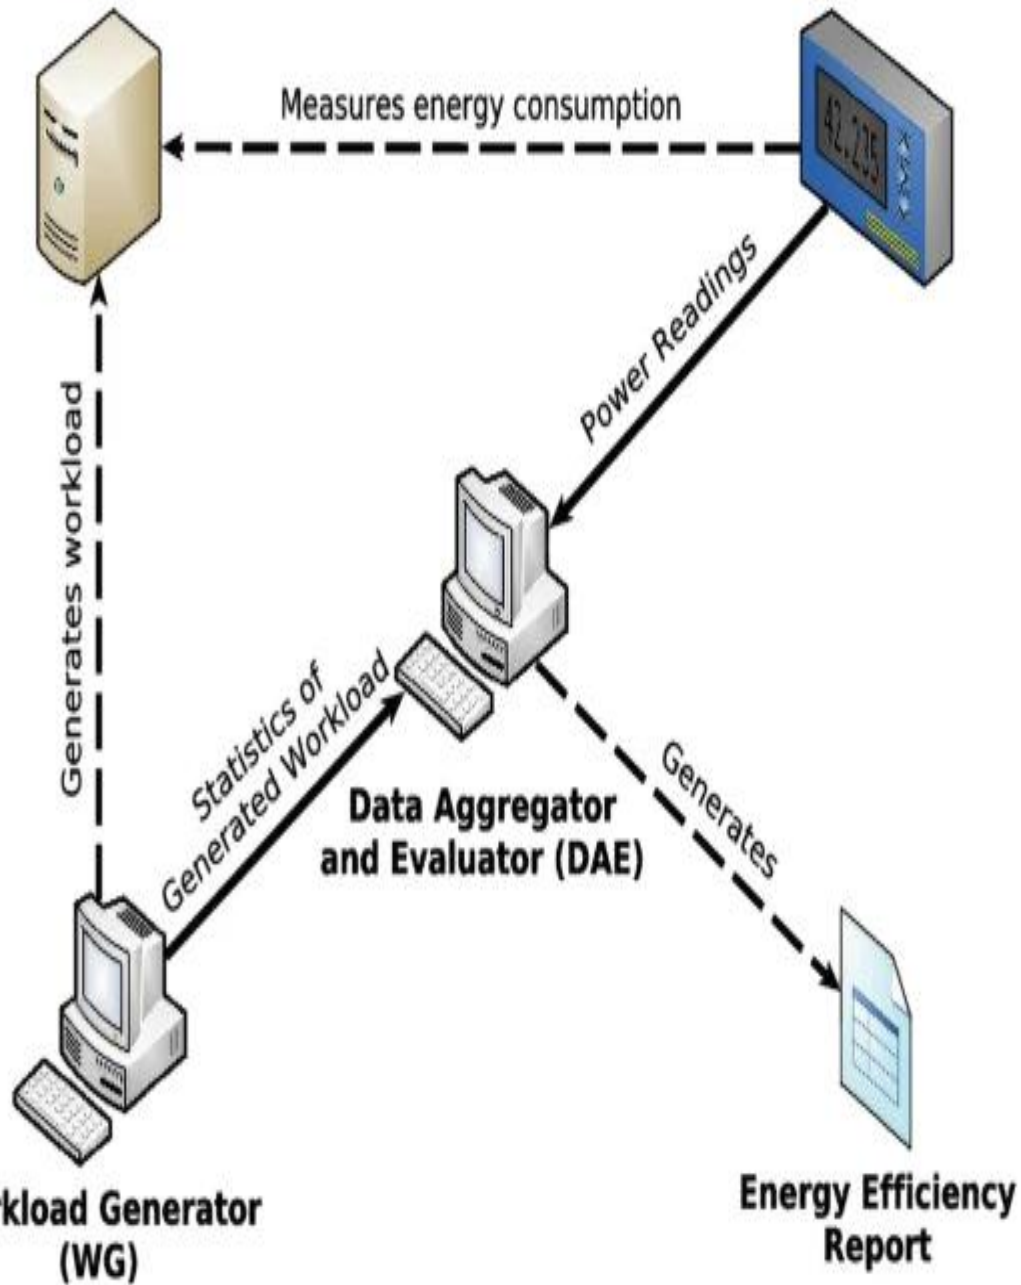 Measures energy consumption
42.235
Power Readings
Generates workload
Statistics of
Generated Workload
Data Aggregator
and Evaluator (DAE)
Generates
kload Generator
(WG)
Energy Efficiency
Report